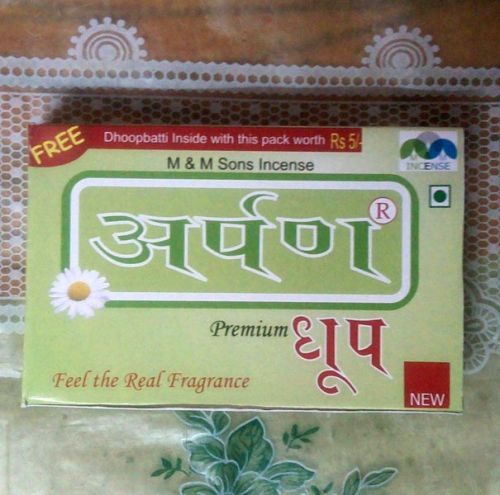 FREE
Dhoopbatti Inside with this pack worth Rs 5/-
M & M Sons Incense
INCENSE
अर्पण ®
Premium धूप
Feel the Real Fragrance
NEW